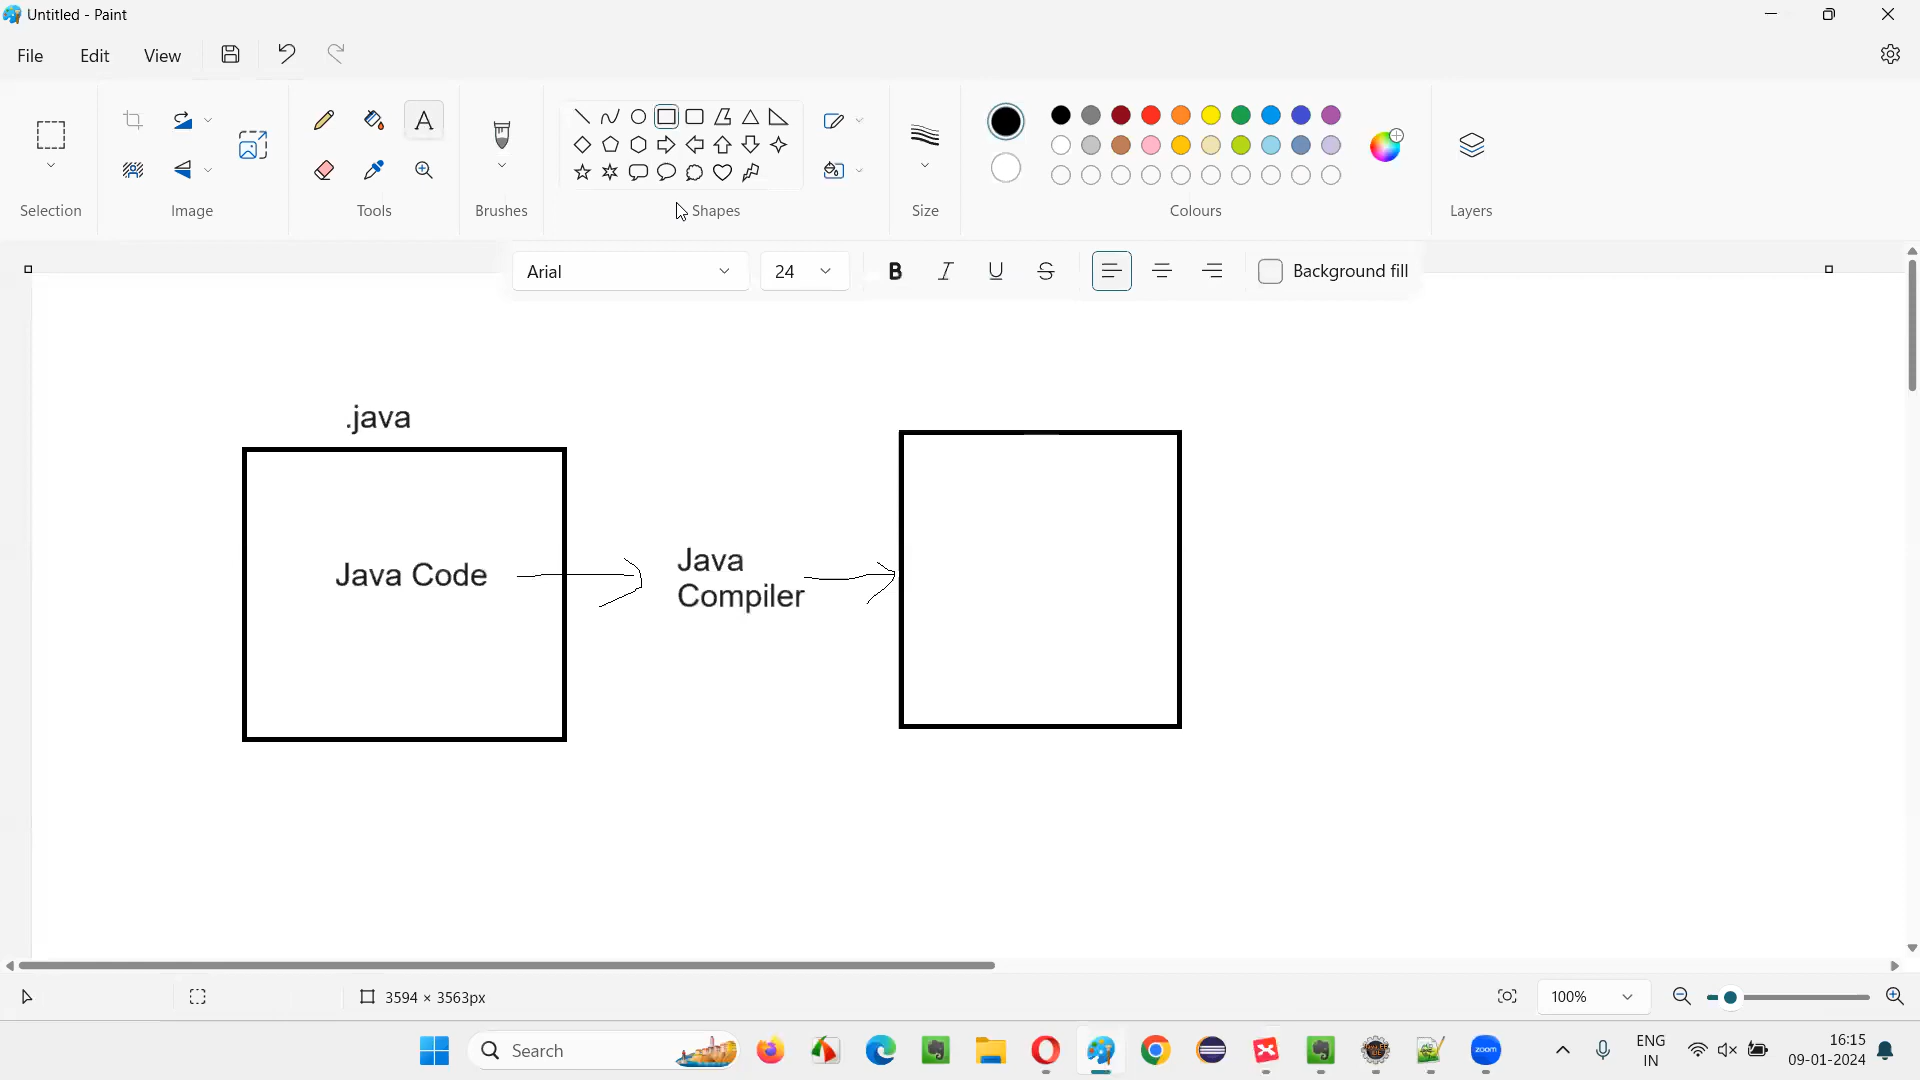 Untitled - Paint
File Edit View
Selection Image Tools Brushes Shapes Size Colours Layers
Arial 24 B I U S Background fill
.java
Java Code
Java
Compiler
3594 × 3563px 100%
Search zoom ENG 16:15
IN 09-01-2024